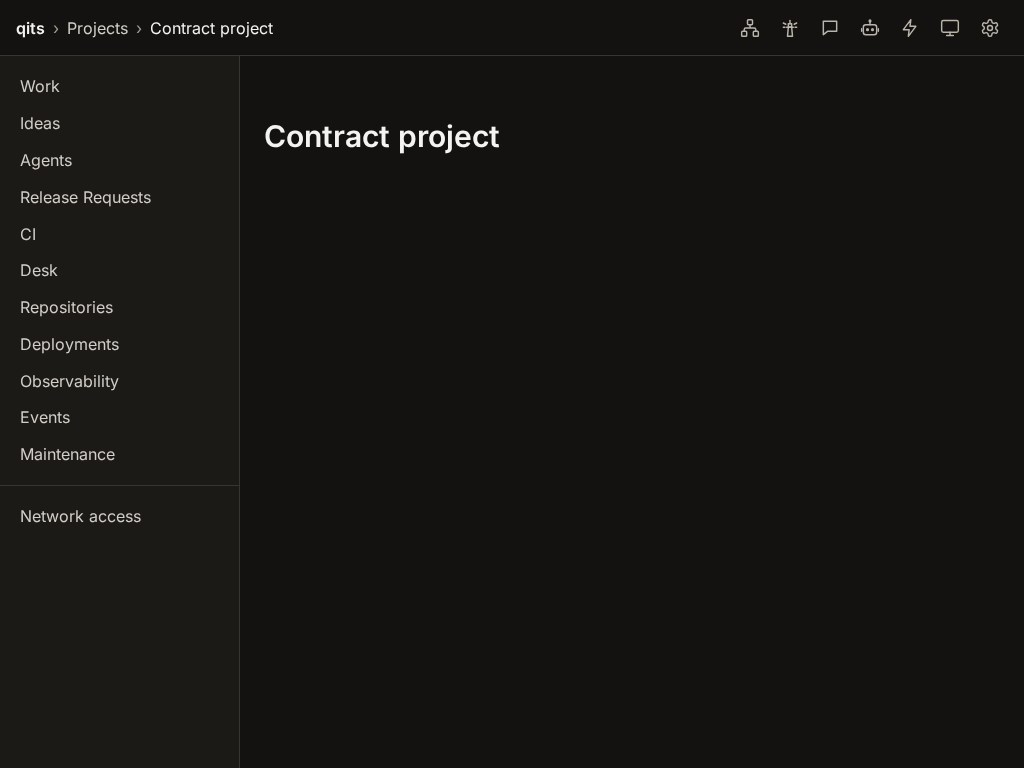 qits › Projects › Contract project
Work
Ideas
Agents
Release Requests
CI
Desk
Repositories
Deployments
Observability
Events
Maintenance
Network access
Contract project